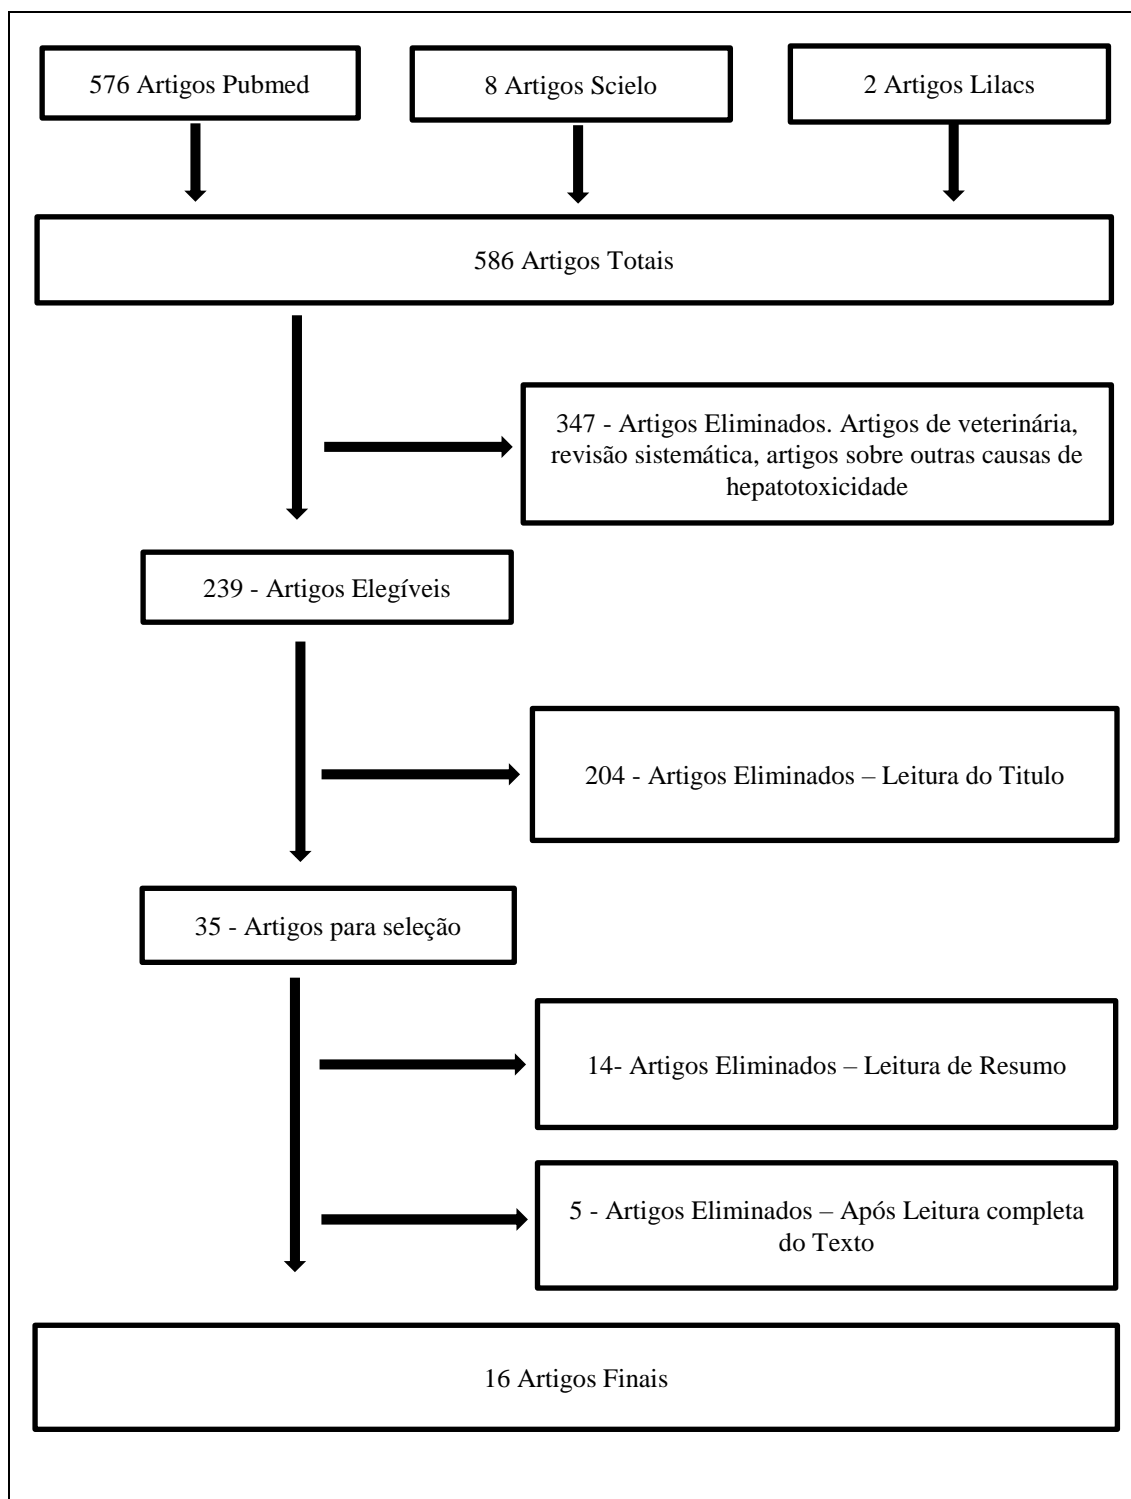 576 Artigos Pubmed
8 Artigos Scielo
2 Artigos Lilacs
586 Artigos Totais
347 - Artigos Eliminados. Artigos de veterinária,
revisão sistemática, artigos sobre outras causas de
hepatotoxicidade
239 - Artigos Elegíveis
204 - Artigos Eliminados – Leitura do Titulo
35 - Artigos para seleção
14- Artigos Eliminados – Leitura de Resumo
5 - Artigos Eliminados – Após Leitura completa
do Texto
16 Artigos Finais